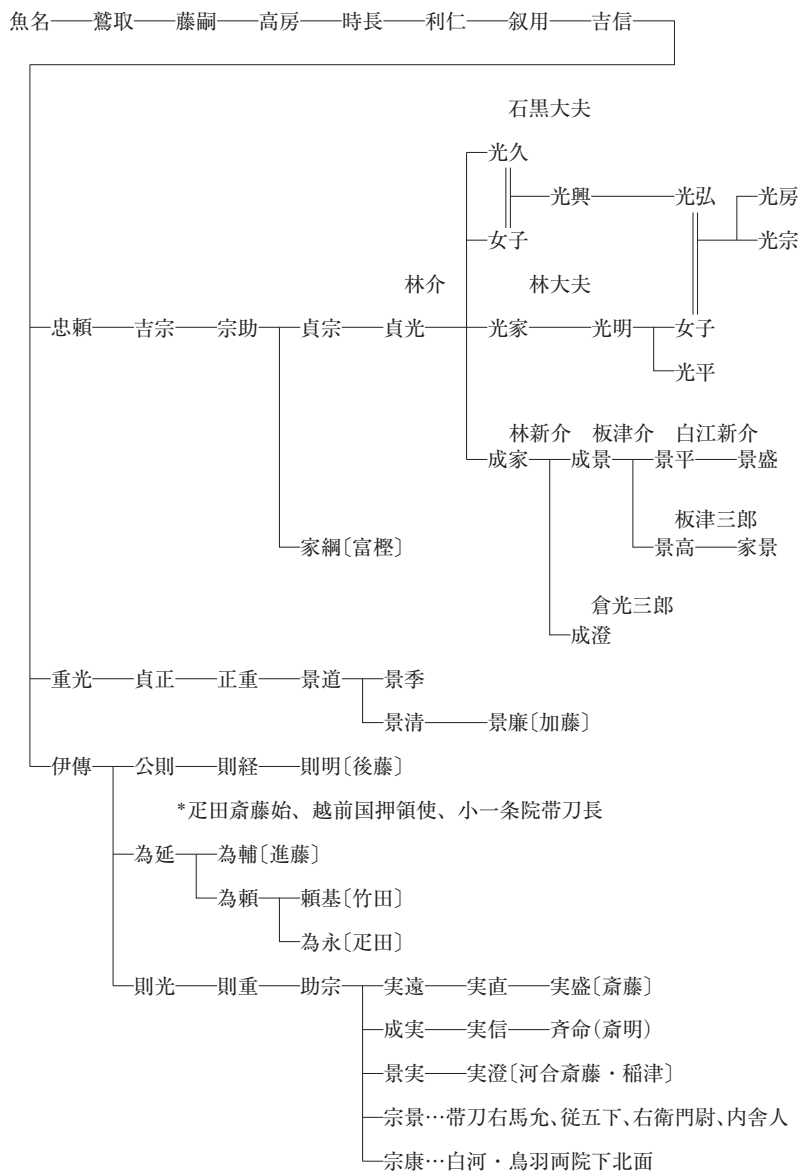 魚名 鷲取 藤嗣 高房 時長 利仁 叙用 吉信
石黒大夫
光久
光興 光弘 光房
女子 光宗
林介 林大夫
忠頼 吉宗 宗助 貞宗 貞光 光家 光明 女子
光平
林新介 板津介 白江新介
成家 成景 景平 景盛
板津三郎
家綱〔富樫〕 景高 家景
倉光三郎
成澄
重光 貞正 正重 景道 景季
景清 景廉〔加藤〕
伊傳 公則 則経 則明〔後藤〕
*疋田斎藤始、越前国押領使、小一条院帯刀長
為延 為輔〔進藤〕
為頼 頼基〔竹田〕
為永〔疋田〕
則光 則重 助宗 実遠 実直 実盛〔斎藤〕
成実 実信 斉命(斎明)
景実 実澄〔河合斎藤・稲津〕
宗景…帯刀右馬允、従五下、右衛門尉、内舎人
宗康…白河・鳥羽両院下北面